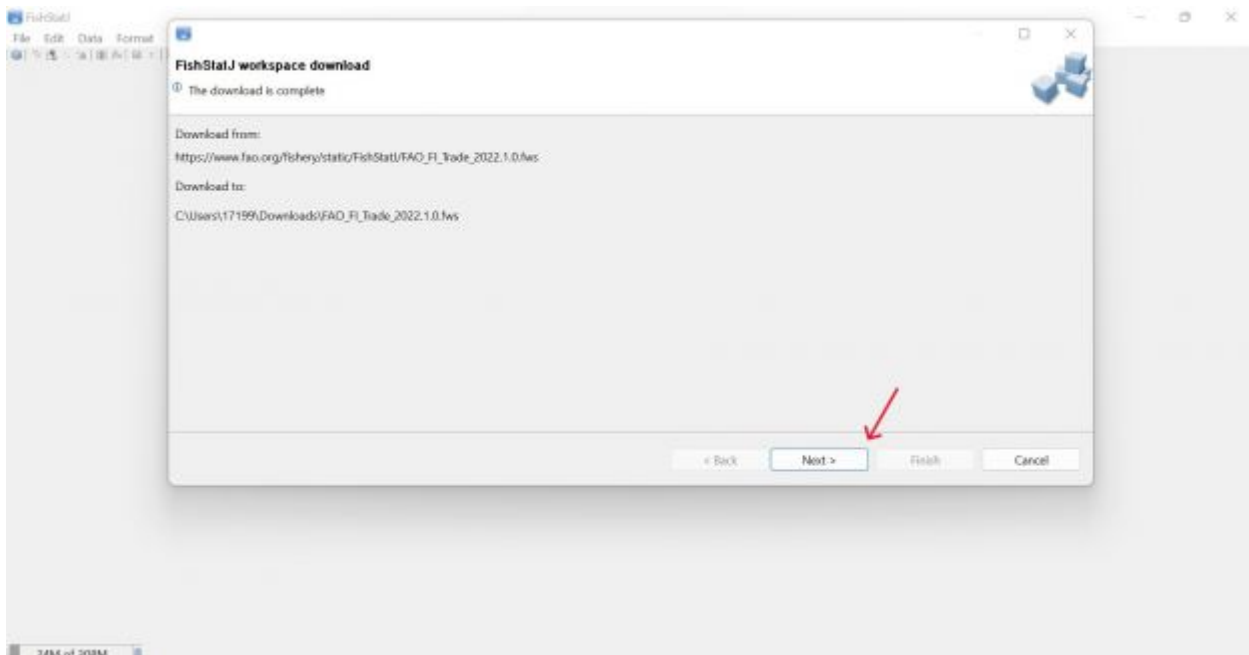 FishStatJ
File Edit Data Format
FishStatJ workspace download
The download is complete
Download from:
https://www.fao.org/fishery/static/FishStatJ/FAO_FI_Trade_2022.1.0.fws
Download to:
C:\Users\17199\Downloads\FAO_FI_Trade_2022.1.0.fws
< Back Next > Finish Cancel